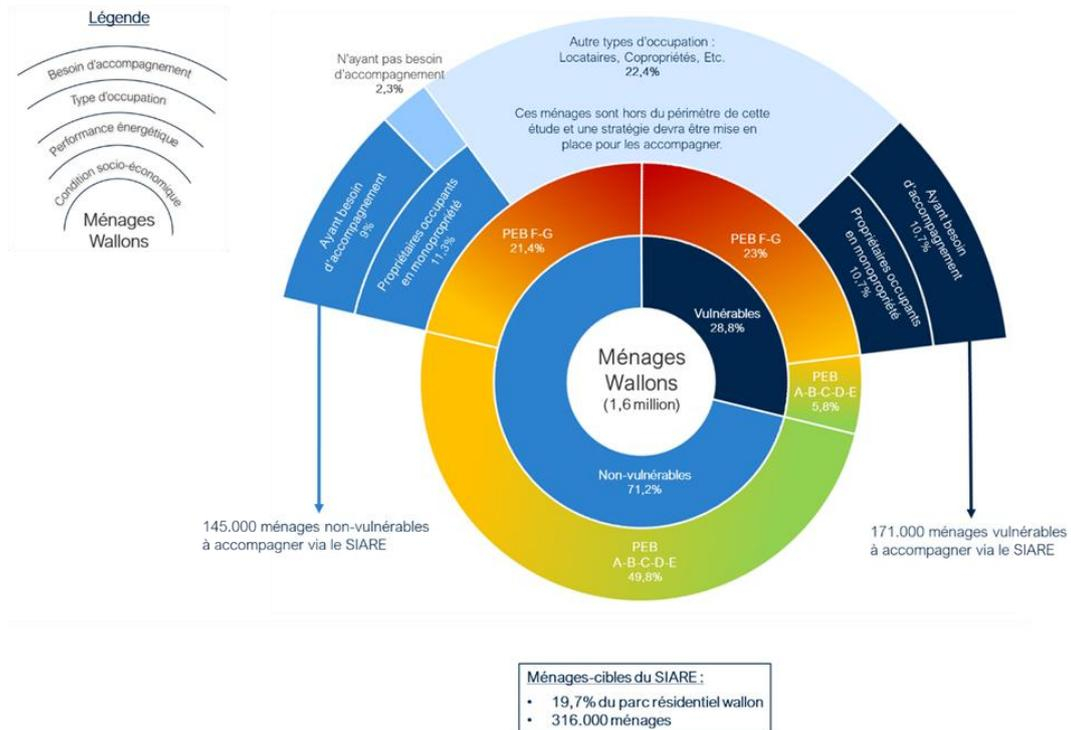 Légende
Besoin d'accompagnement
Type d'occupation
Performance énergétique
Condition socio-économique
Ménages
Wallons
N'ayant pas besoin
d'accompagnement
2,3%
Autre types d'occupation :
Locataires, Copropriétés, Etc.
22,4%
Ces ménages sont hors du périmètre de cette
étude et une stratégie devra être mise en
place pour les accompagner.
Ayant besoin
d'accompagnement
9%
Propriétaires occupants
en monopropriété
11,3%
PEB F-G
21,4%
PEB F-G
23%
Propriétaires occupants
en monopropriété
10,7%
Ayant besoin
d'accompagnement
10,7%
Vulnérables
28,8%
Ménages
Wallons
(1,6 million)
PEB
A-B-C-D-E
5,8%
Non-vulnérables
71,2%
PEB
A-B-C-D-E
49,8%
145.000 ménages non-vulnérables
à accompagner via le SIARE
171.000 ménages vulnérables
à accompagner via le SIARE
Ménages-cibles du SIARE :
• 19,7% du parc résidentiel wallon
• 316.000 ménages